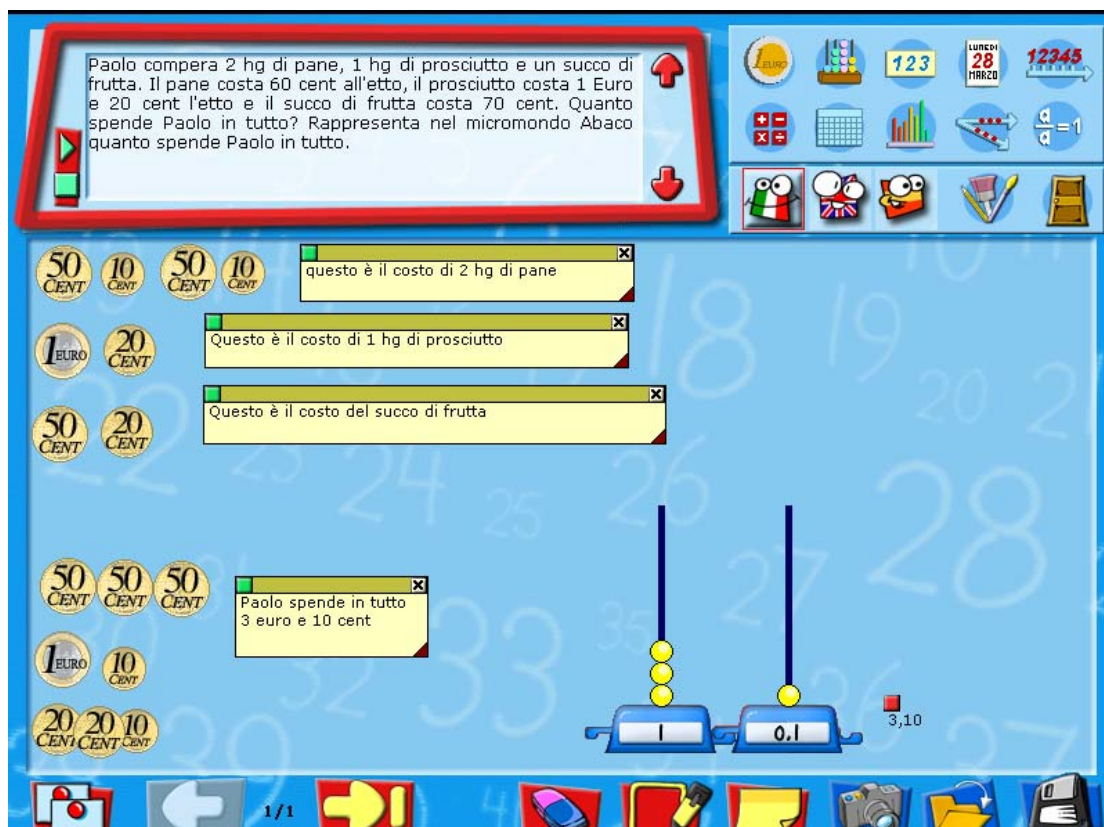 Paolo compera 2 hg di pane, 1 hg di prosciutto e un succo di
frutta. Il pane costa 60 cent all'etto, il prosciutto costa 1 Euro
e 20 cent l'etto e il succo di frutta costa 70 cent. Quanto
spende Paolo in tutto? Rappresenta nel micromondo Abaco
quanto spende Paolo in tutto.
1 EURO
123
LUNEDI
28
MARZO
12345
a/a=1
50 CENT
10 CENT
50 CENT
10 CENT
questo è il costo di 2 hg di pane
1 EURO
20 CENT
Questo è il costo di 1 hg di prosciutto
50 CENT
20 CENT
Questo è il costo del succo di frutta
50 CENT
50 CENT
50 CENT
Paolo spende in tutto
3 euro e 10 cent
1 EURO
10 CENT
20 CENT
20 CENT
10 CENT
1
0.1
3,10
1/1